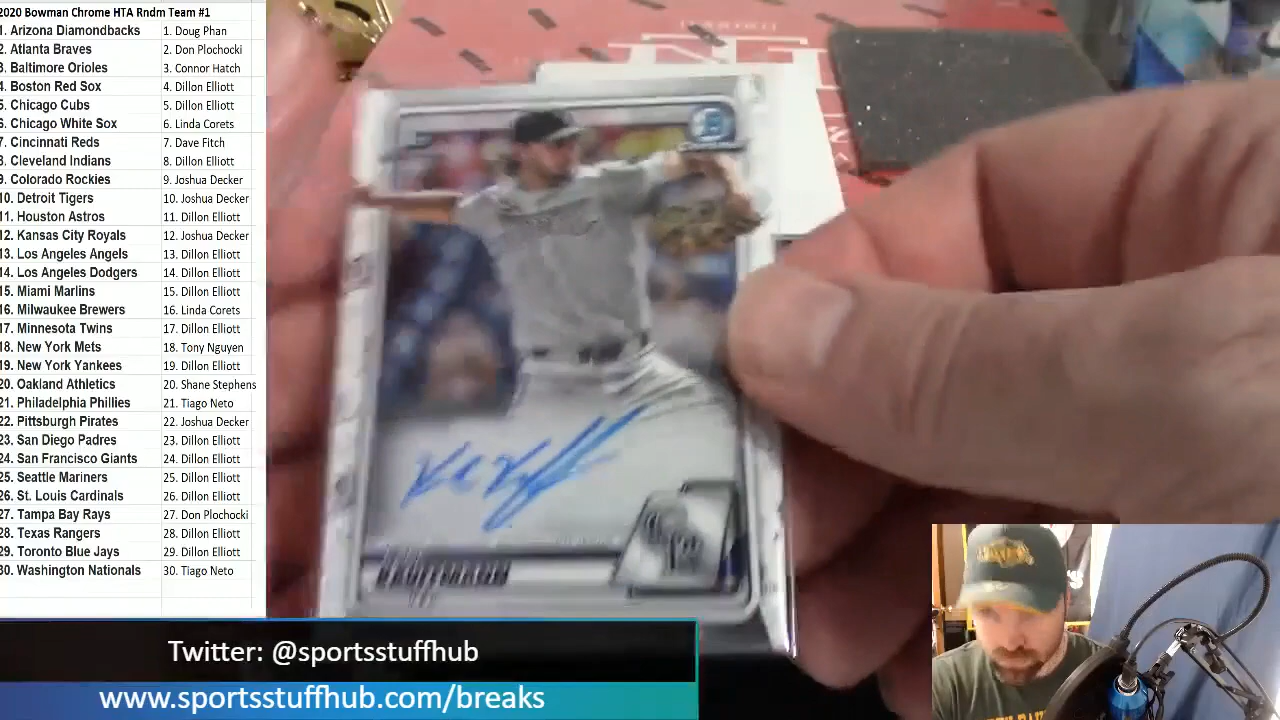 2020 Bowman Chrome HTA Rndm Team #1
1. Arizona Diamondbacks 1. Doug Phan
2. Atlanta Braves 2. Don Plochocki
3. Baltimore Orioles 3. Connor Hatch
4. Boston Red Sox 4. Dillon Elliott
5. Chicago Cubs 5. Dillon Elliott
6. Chicago White Sox 6. Linda Corets
7. Cincinnati Reds 7. Dave Fitch
8. Cleveland Indians 8. Dillon Elliott
9. Colorado Rockies 9. Joshua Decker
10. Detroit Tigers 10. Joshua Decker
11. Houston Astros 11. Dillon Elliott
12. Kansas City Royals 12. Joshua Decker
13. Los Angeles Angels 13. Dillon Elliott
14. Los Angeles Dodgers 14. Dillon Elliott
15. Miami Marlins 15. Dillon Elliott
16. Milwaukee Brewers 16. Linda Corets
17. Minnesota Twins 17. Dillon Elliott
18. New York Mets 18. Tony Nguyen
19. New York Yankees 19. Dillon Elliott
20. Oakland Athletics 20. Shane Stephens
21. Philadelphia Phillies 21. Tiago Neto
22. Pittsburgh Pirates 22. Joshua Decker
23. San Diego Padres 23. Dillon Elliott
24. San Francisco Giants 24. Dillon Elliott
25. Seattle Mariners 25. Dillon Elliott
26. St. Louis Cardinals 26. Dillon Elliott
27. Tampa Bay Rays 27. Don Plochocki
28. Texas Rangers 28. Dillon Elliott
29. Toronto Blue Jays 29. Dillon Elliott
30. Washington Nationals 30. Tiago Neto
Twitter: @sportsstuffhub
www.sportsstuffhub.com/breaks